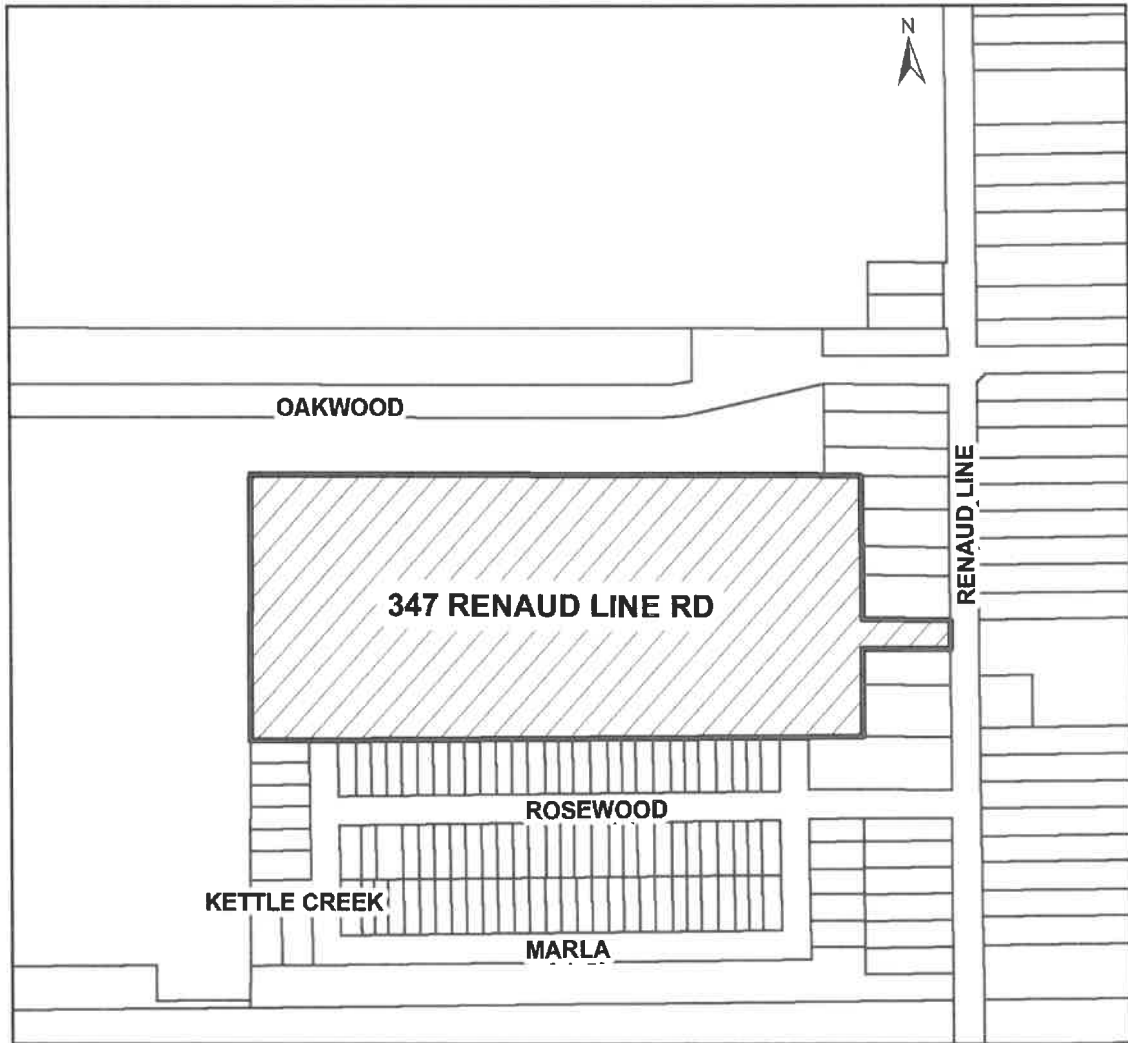 N
OAKWOOD
RENAUD LINE
347 RENAUD LINE RD
ROSEWOOD
KETTLE CREEK
MARLA